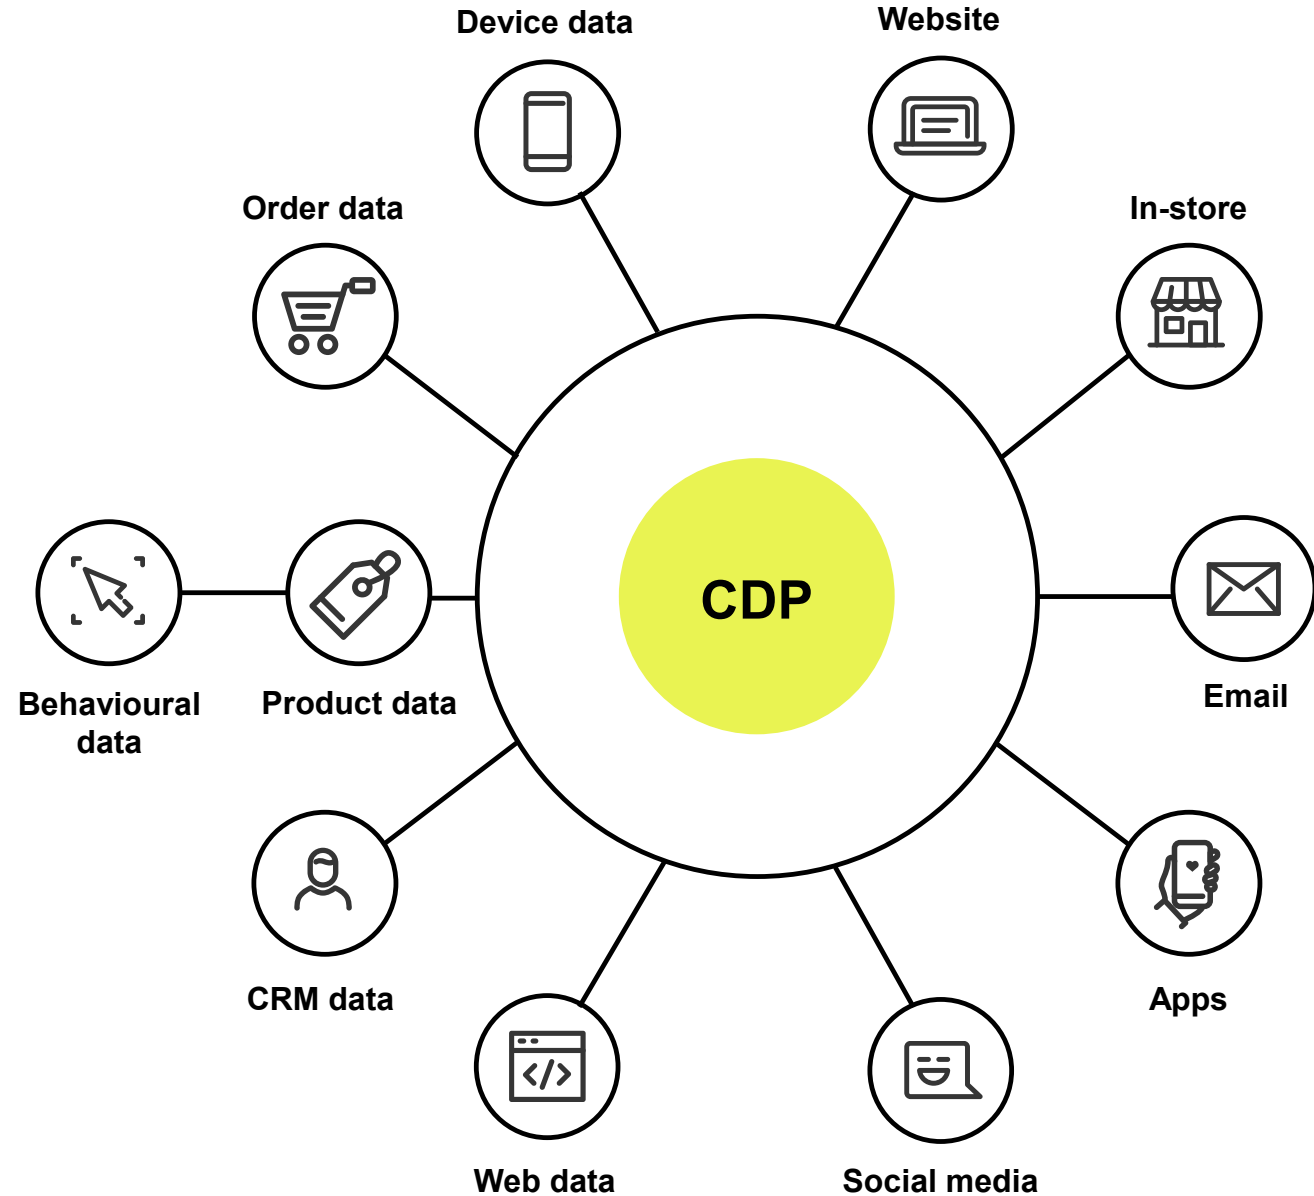 Website
Device data
Order data
In-store
CDP
Behavioural
data
Product data
Email
CRM data
Apps
Web data
Social media